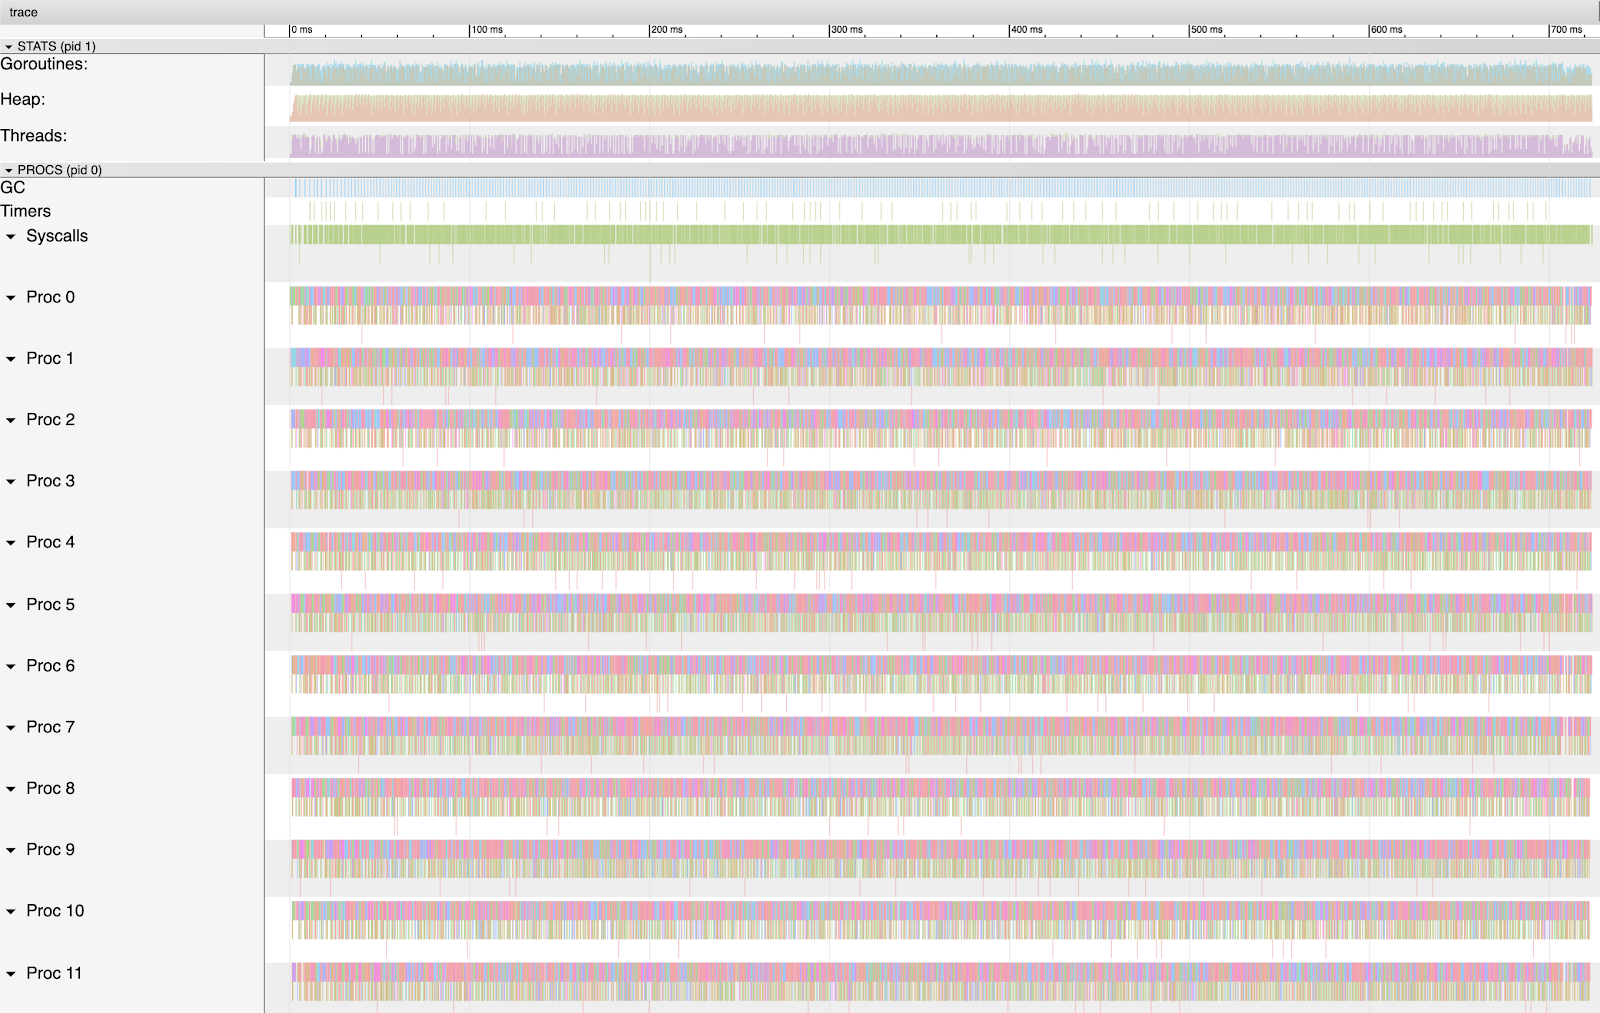 trace
0 ms 100 ms 200 ms 300 ms 400 ms 500 ms 600 ms 700 ms
STATS (pid 1)
Goroutines:
Heap:
Threads:
PROCS (pid 0)
GC
Timers
Syscalls
Proc 0
Proc 1
Proc 2
Proc 3
Proc 4
Proc 5
Proc 6
Proc 7
Proc 8
Proc 9
Proc 10
Proc 11